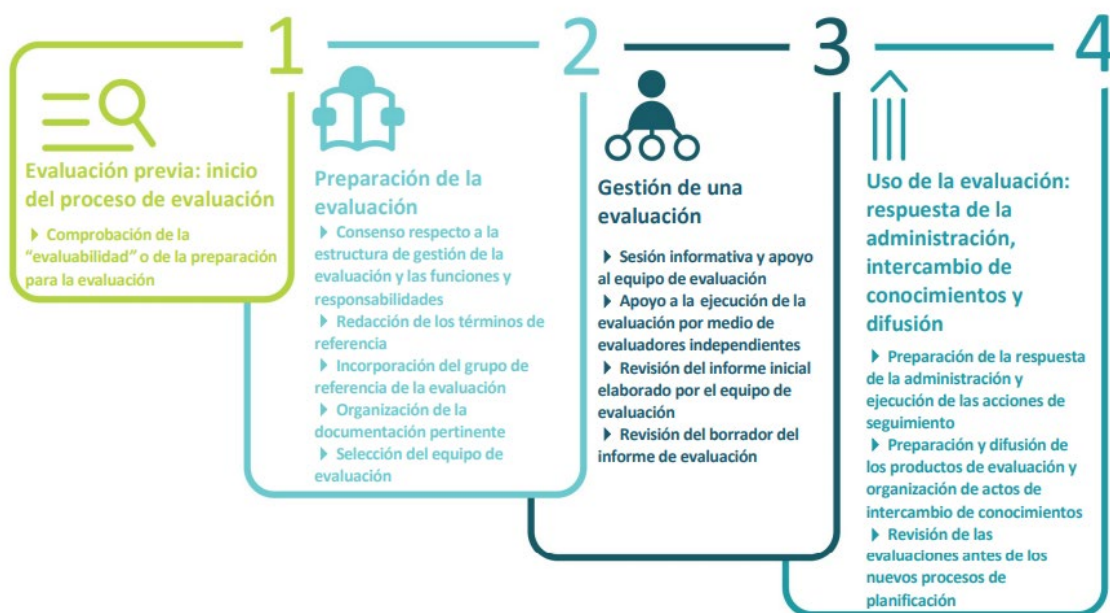 1
Evaluación previa: inicio
del proceso de evaluación
Comprobación de la
“evaluabilidad” o de la preparación
para la evaluación
2
Preparación de la
evaluación
Consenso respecto a la
estructura de gestión de la
evaluación y las funciones y
responsabilidades
Redacción de los términos de
referencia
Incorporación del grupo de
referencia de la evaluación
Organización de la
documentación pertinente
Selección del equipo de
evaluación
3
Gestión de una
evaluación
Sesión informativa y apoyo
al equipo de evaluación
Apoyo a la ejecución de la
evaluación por medio de
evaluadores independientes
Revisión del informe inicial
elaborado por el equipo de
evaluación
Revisión del borrador del
informe de evaluación
4
Uso de la evaluación:
respuesta de la
administración,
intercambio de
conocimientos y
difusión
Preparación de la respuesta
de la administración y
ejecución de las acciones de
seguimiento
Preparación y difusión de
los productos de evaluación y
organización de actos de
intercambio de conocimientos
Revisión de las
evaluaciones antes de los
nuevos procesos de
planificación